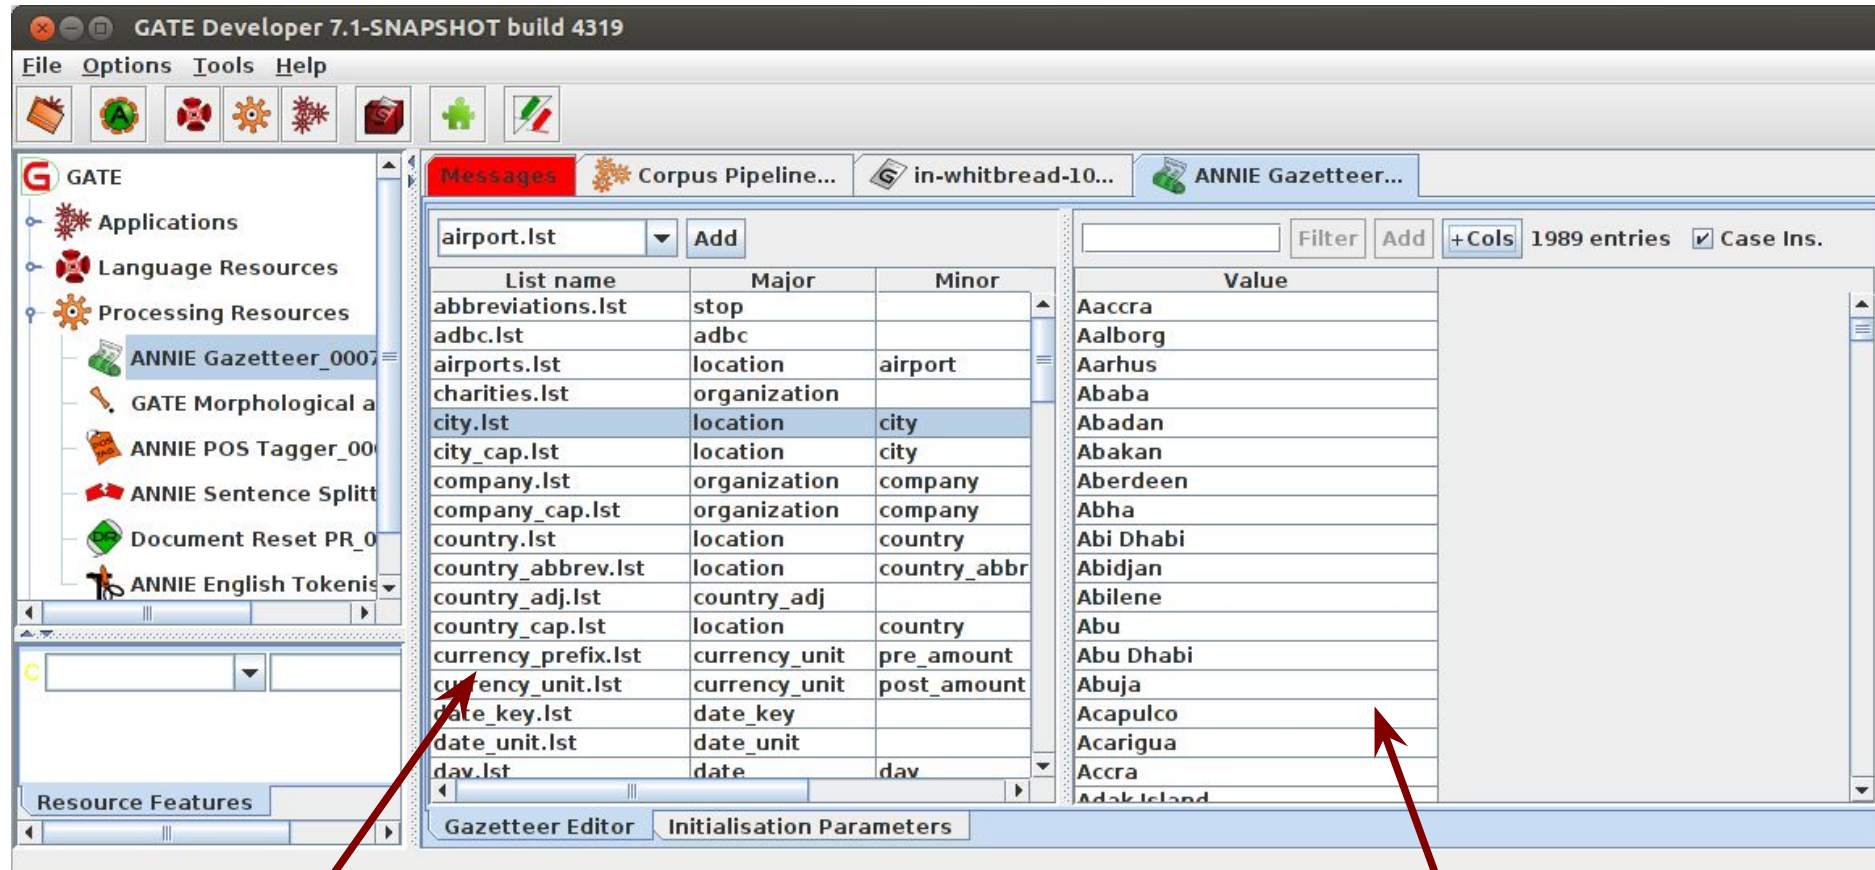 GATE Developer 7.1-SNAPSHOT build 4319
File Options Tools Help
GATE
Applications
Language Resources
Processing Resources
ANNIE Gazetteer_0007
GATE Morphological a
ANNIE POS Tagger_00
ANNIE Sentence Splitt
Document Reset PR_0
ANNIE English Tokenis
Resource Features
Messages Corpus Pipeline... in-whitbread-10... ANNIE Gazetteer...
airport.lst Add
List name Major Minor
abbreviations.lst stop
adbc.lst adbc
airports.lst location airport
charities.lst organization
city.lst location city
city_cap.lst location city
company.lst organization company
company_cap.lst organization company
country.lst location country
country_abbrev.lst location country_abbr
country_adj.lst country_adj
country_cap.lst location country
currency_prefix.lst currency_unit pre_amount
currency_unit.lst currency_unit post_amount
date_key.lst date_key
date_unit.lst date_unit
day.lst date day
Filter Add +Cols 1989 entries Case Ins.
Value
Aaccra
Aalborg
Aarhus
Ababa
Abadan
Abakan
Aberdeen
Abha
Abi Dhabi
Abidjan
Abilene
Abu
Abu Dhabi
Abuja
Acapulco
Acarigua
Accra
Adak Island
Gazetteer Editor Initialisation Parameters